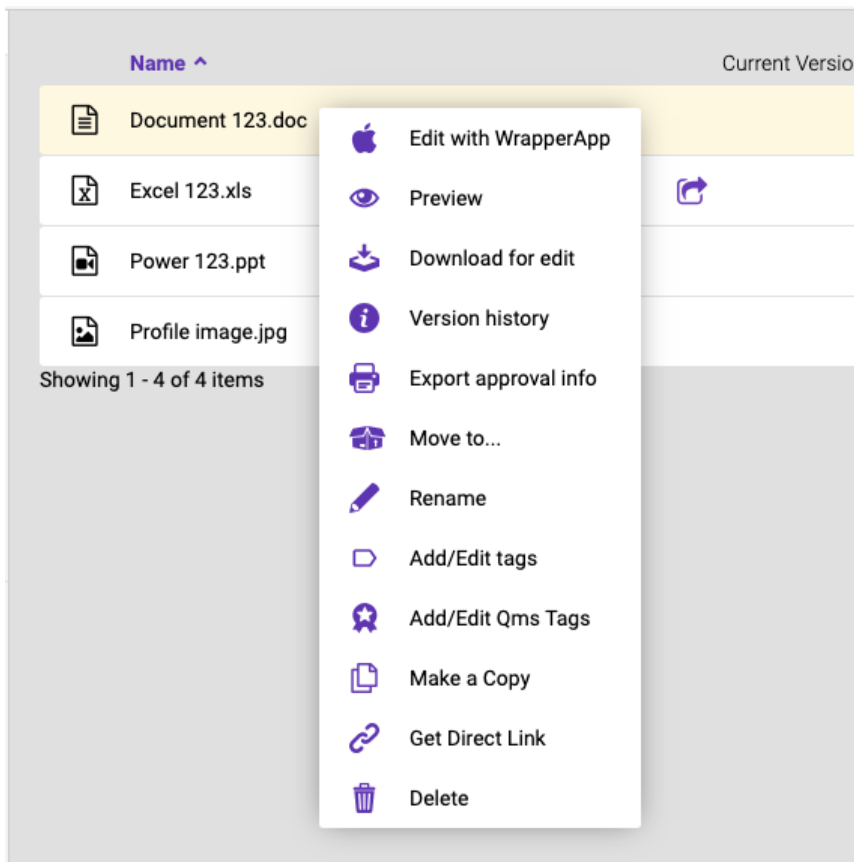 Name
Current Versio
Document 123.doc
Excel 123.xls
Power 123.ppt
Profile image.jpg
Showing 1 - 4 of 4 items
Edit with WrapperApp
Preview
Download for edit
Version history
Export approval info
Move to...
Rename
Add/Edit tags
Add/Edit Qms Tags
Make a Copy
Get Direct Link
Delete